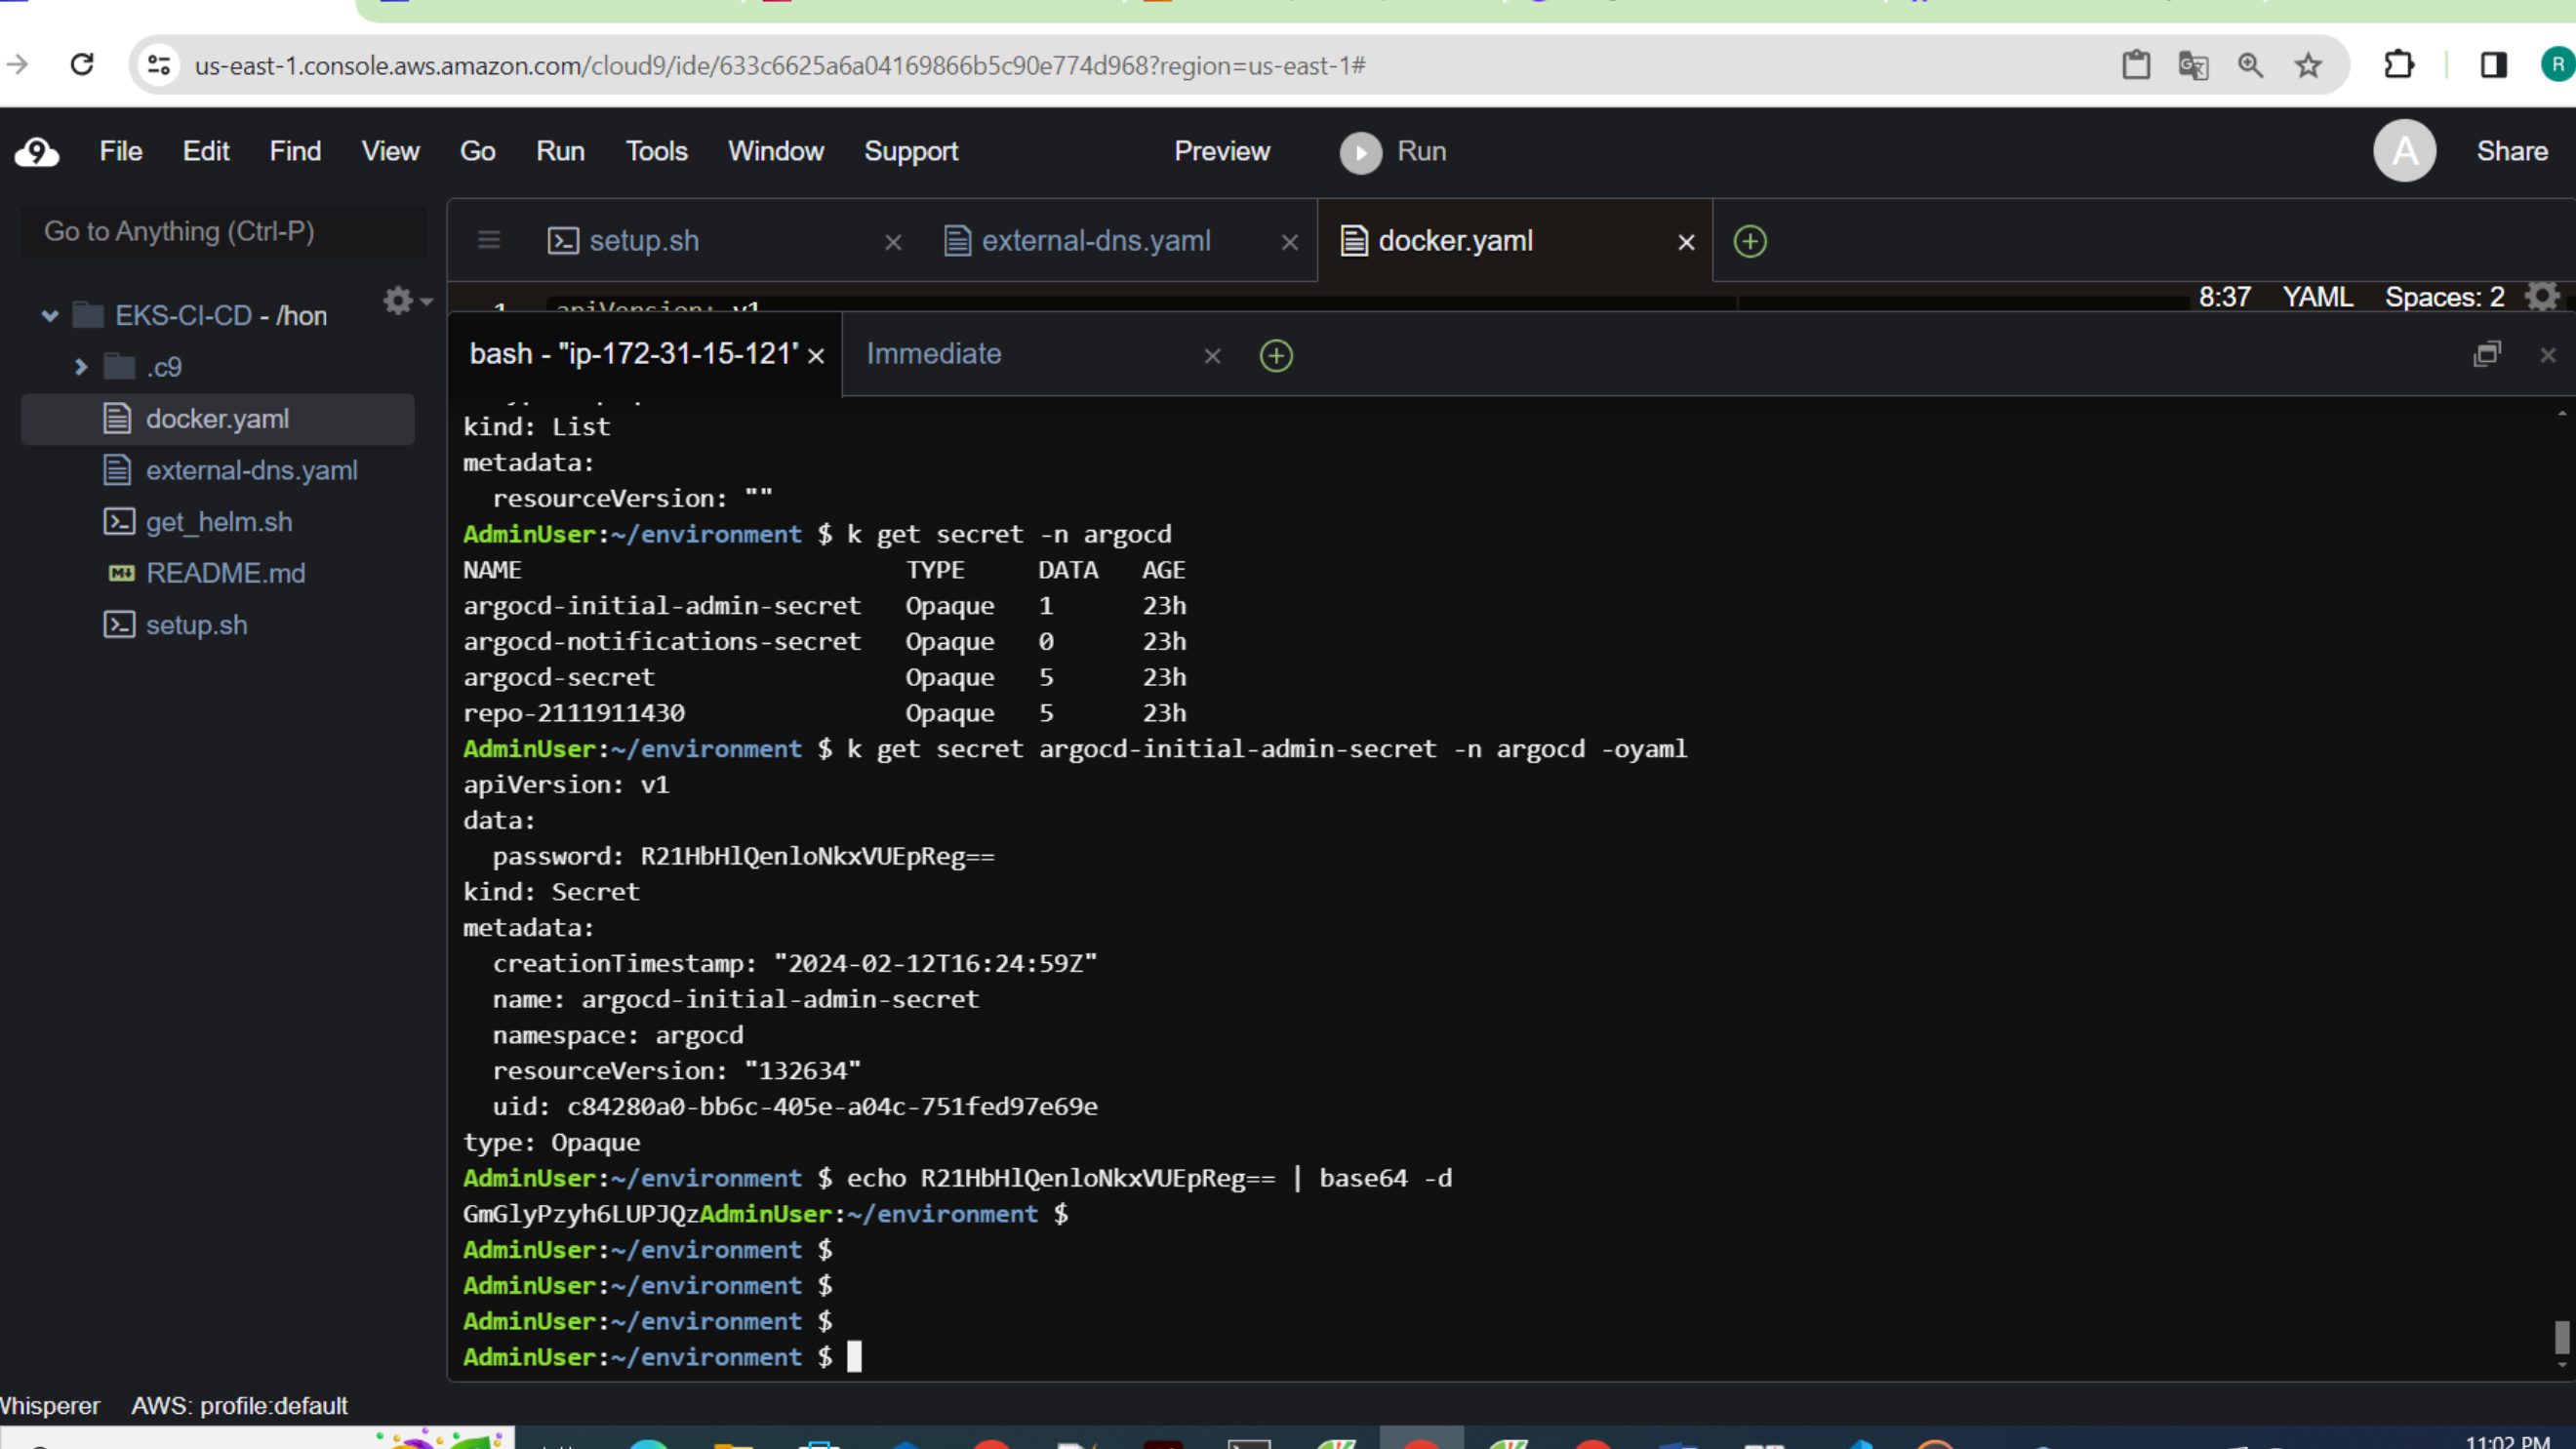 us-east-1.console.aws.amazon.com/cloud9/ide/633c6625a6a04169866b5c90e774d968?region=us-east-1#
R
9 File Edit Find View Go Run Tools Window Support Preview Run A Share
Go to Anything (Ctrl-P)
setup.sh external-dns.yaml docker.yaml
EKS-CI-CD - /hon
1 apiVersion: v1
8:37 YAML Spaces: 2
.c9
docker.yaml
external-dns.yaml
get_helm.sh
README.md
setup.sh
bash - "ip-172-31-15-121" Immediate
kind: List
metadata:
resourceVersion: ""
AdminUser:~/environment $ k get secret -n argocd
NAME TYPE DATA AGE
argocd-initial-admin-secret Opaque 1 23h
argocd-notifications-secret Opaque 0 23h
argocd-secret Opaque 5 23h
repo-2111911430 Opaque 5 23h
AdminUser:~/environment $ k get secret argocd-initial-admin-secret -n argocd -oyaml
apiVersion: v1
data:
password: R21HbHlQenloNkxVUEpReg==
kind: Secret
metadata:
creationTimestamp: "2024-02-12T16:24:59Z"
name: argocd-initial-admin-secret
namespace: argocd
resourceVersion: "132634"
uid: c84280a0-bb6c-405e-a04c-751fed97e69e
type: Opaque
AdminUser:~/environment $ echo R21HbHlQenloNkxVUEpReg== | base64 -d
GmGlyPzyh6LUPJQzAdminUser:~/environment $
AdminUser:~/environment $
AdminUser:~/environment $
AdminUser:~/environment $
AdminUser:~/environment $
Whisperer AWS: profile:default
11:02 PM